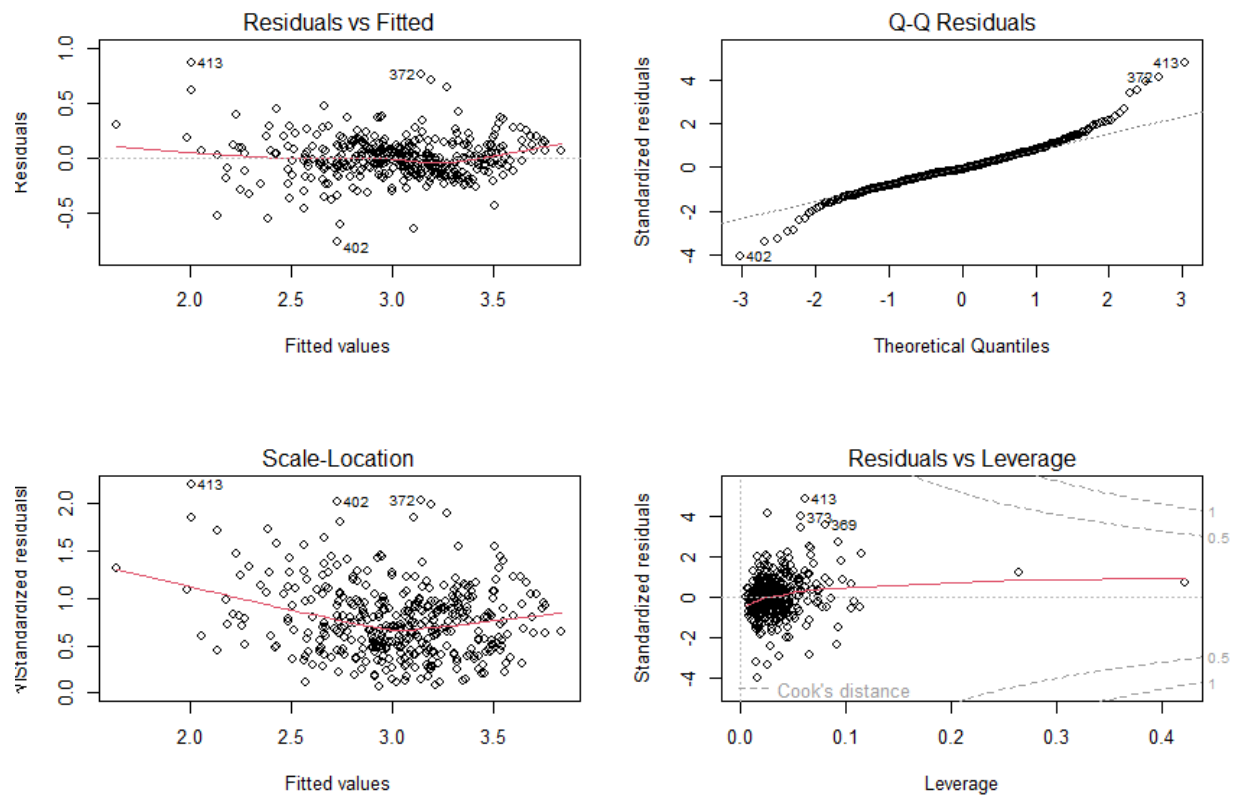 Residuals vs Fitted
Residuals
1.0
0.5
0.0
-0.5
413
372
402
2.0 2.5 3.0 3.5
Fitted values
Q-Q Residuals
Standardized residuals
4
2
0
-2
-4
413
372
402
-3 -2 -1 0 1 2 3
Theoretical Quantiles
Scale-Location
√|Standardized residuals|
2.0
1.5
1.0
0.5
0.0
413
402
372
2.0 2.5 3.0 3.5
Fitted values
Residuals vs Leverage
Standardized residuals
4
2
0
-2
-4
413
373
369
1
0.5
0.5
1
Cook's distance
0.0 0.1 0.2 0.3 0.4
Leverage